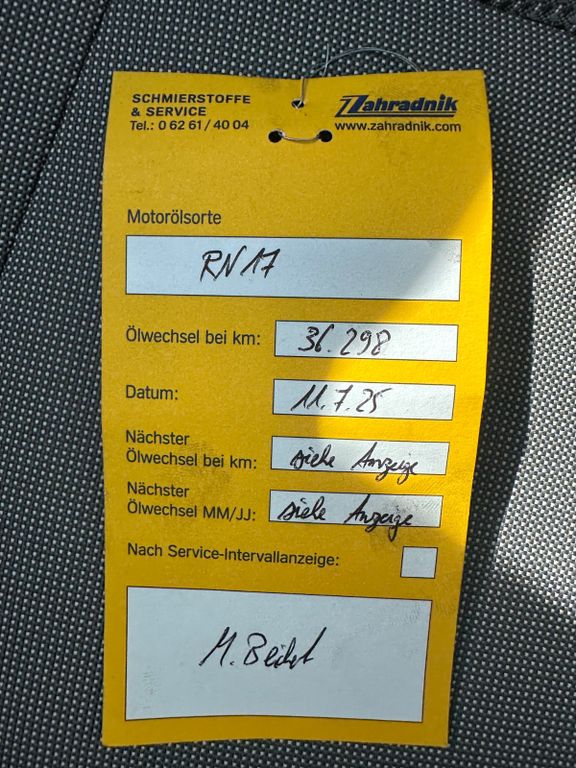 SCHMIERSTOFFE
& SERVICE
Tel.: 0 62 61 / 40 04
Zahradnik
www.zahradnik.com
Motorölsorte
RN17
Ölwechsel bei km: 36.298
Datum: 11.7.25
Nächster
Ölwechsel bei km: siehe Anzeige
Nächster
Ölwechsel MM/JJ: siehe Anzeige
Nach Service-Intervallanzeige:
M.